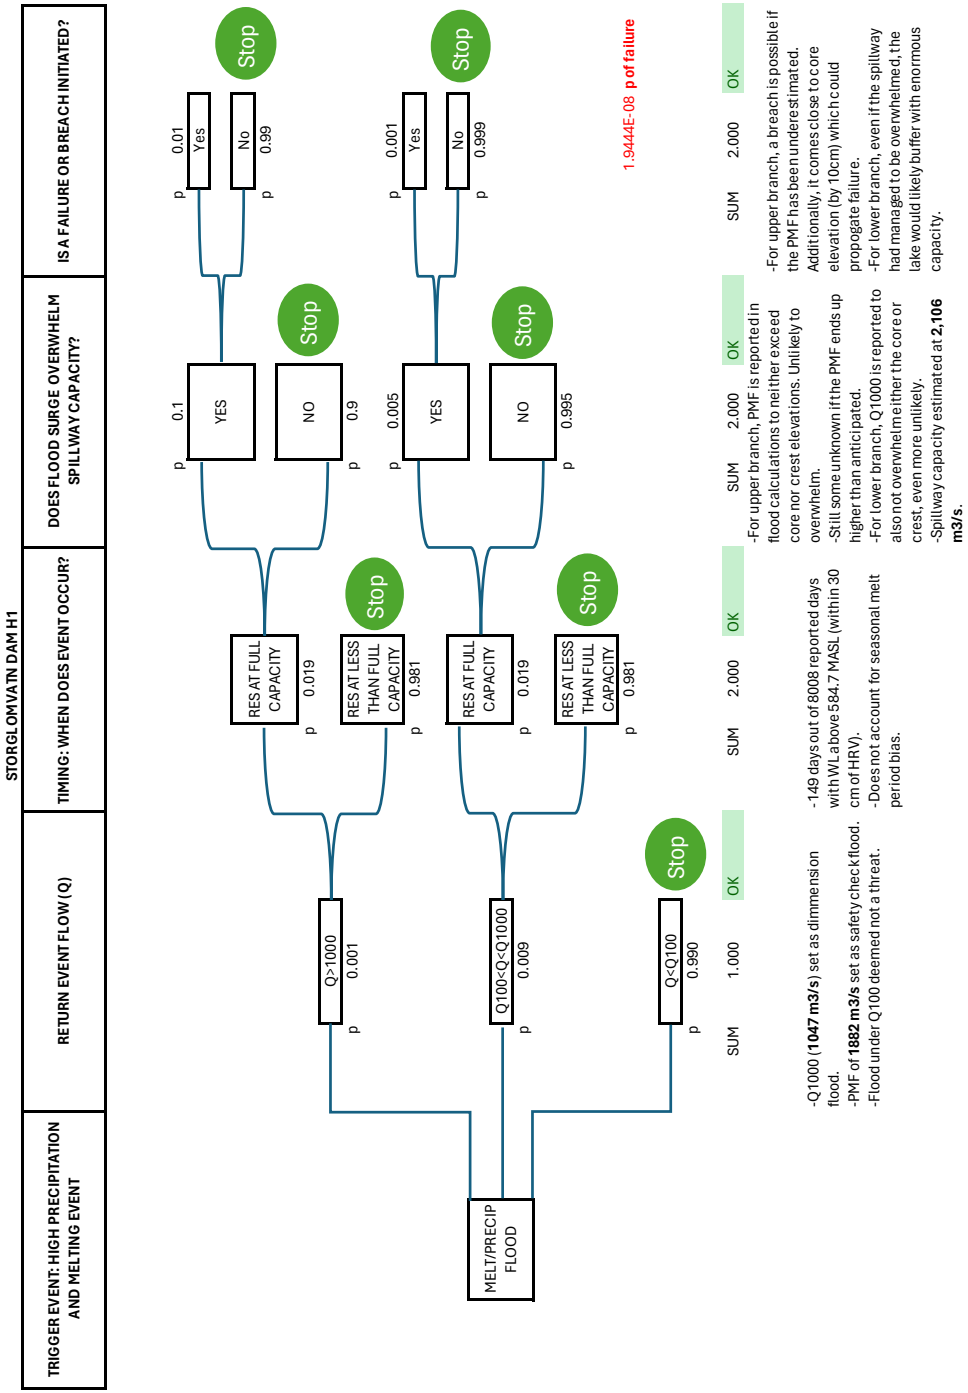 STORGLOMVATN DAM H1
TRIGGER EVENT: HIGH PRECIPITATION
AND MELTING EVENT
RETURN EVENT FLOW (Q)
TIMING: WHEN DOES EVENT OCCUR?
DOES FLOOD SURGE OVERWHELM
SPILLWAY CAPACITY?
IS A FAILURE OR BREACH INITIATED?
MELT/PRECIP
FLOOD
Q>1000
p 0.001
Q100<Q<Q1000
p 0.009
Q<Q100
p 0.990
Stop
RES AT FULL
CAPACITY
p 0.019
RES AT LESS
THAN FULL
CAPACITY
p 0.981
Stop
RES AT FULL
CAPACITY
p 0.019
RES AT LESS
THAN FULL
CAPACITY
p 0.981
Stop
p 0.1
YES
NO
p 0.9
Stop
p 0.005
YES
NO
p 0.995
Stop
p 0.01
Yes
No
p 0.99
Stop
p 0.001
Yes
No
p 0.999
Stop
1.9444E-08 p of failure
SUM 1.000 OK
SUM 2.000 OK
SUM 2.000 OK
SUM 2.000 OK
-Q1000 (1047 m3/s) set as dimmension
flood.
-PMF of 1882 m3/s set as safety check flood.
-Flood under Q100 deemed not a threat.
-149 days out of 8008 reported days
with WL above 584.7 MASL (within 30
cm of HRV).
-Does not account for seasonal melt
period bias.
-For upper branch, PMF is reported in
flood calculations to neither exceed
core nor crest elevations. Unlikely to
overwhelm.
-Still some unknown if the PMF ends up
higher than anticipated.
-For lower branch, Q1000 is reported to
also not overwhelm either the core or
crest, even more unlikely.
-Spillway capacity estimated at 2,106
m3/s.
-For upper branch, a breach is possible if
the PMF has been underestimated.
Additionally, it comes close to core
elevation (by 10cm) which could
propogate failure.
-For lower branch, even if the spillway
had managed to be overwhelmed, the
lake would likely buffer with enormous
capacity.